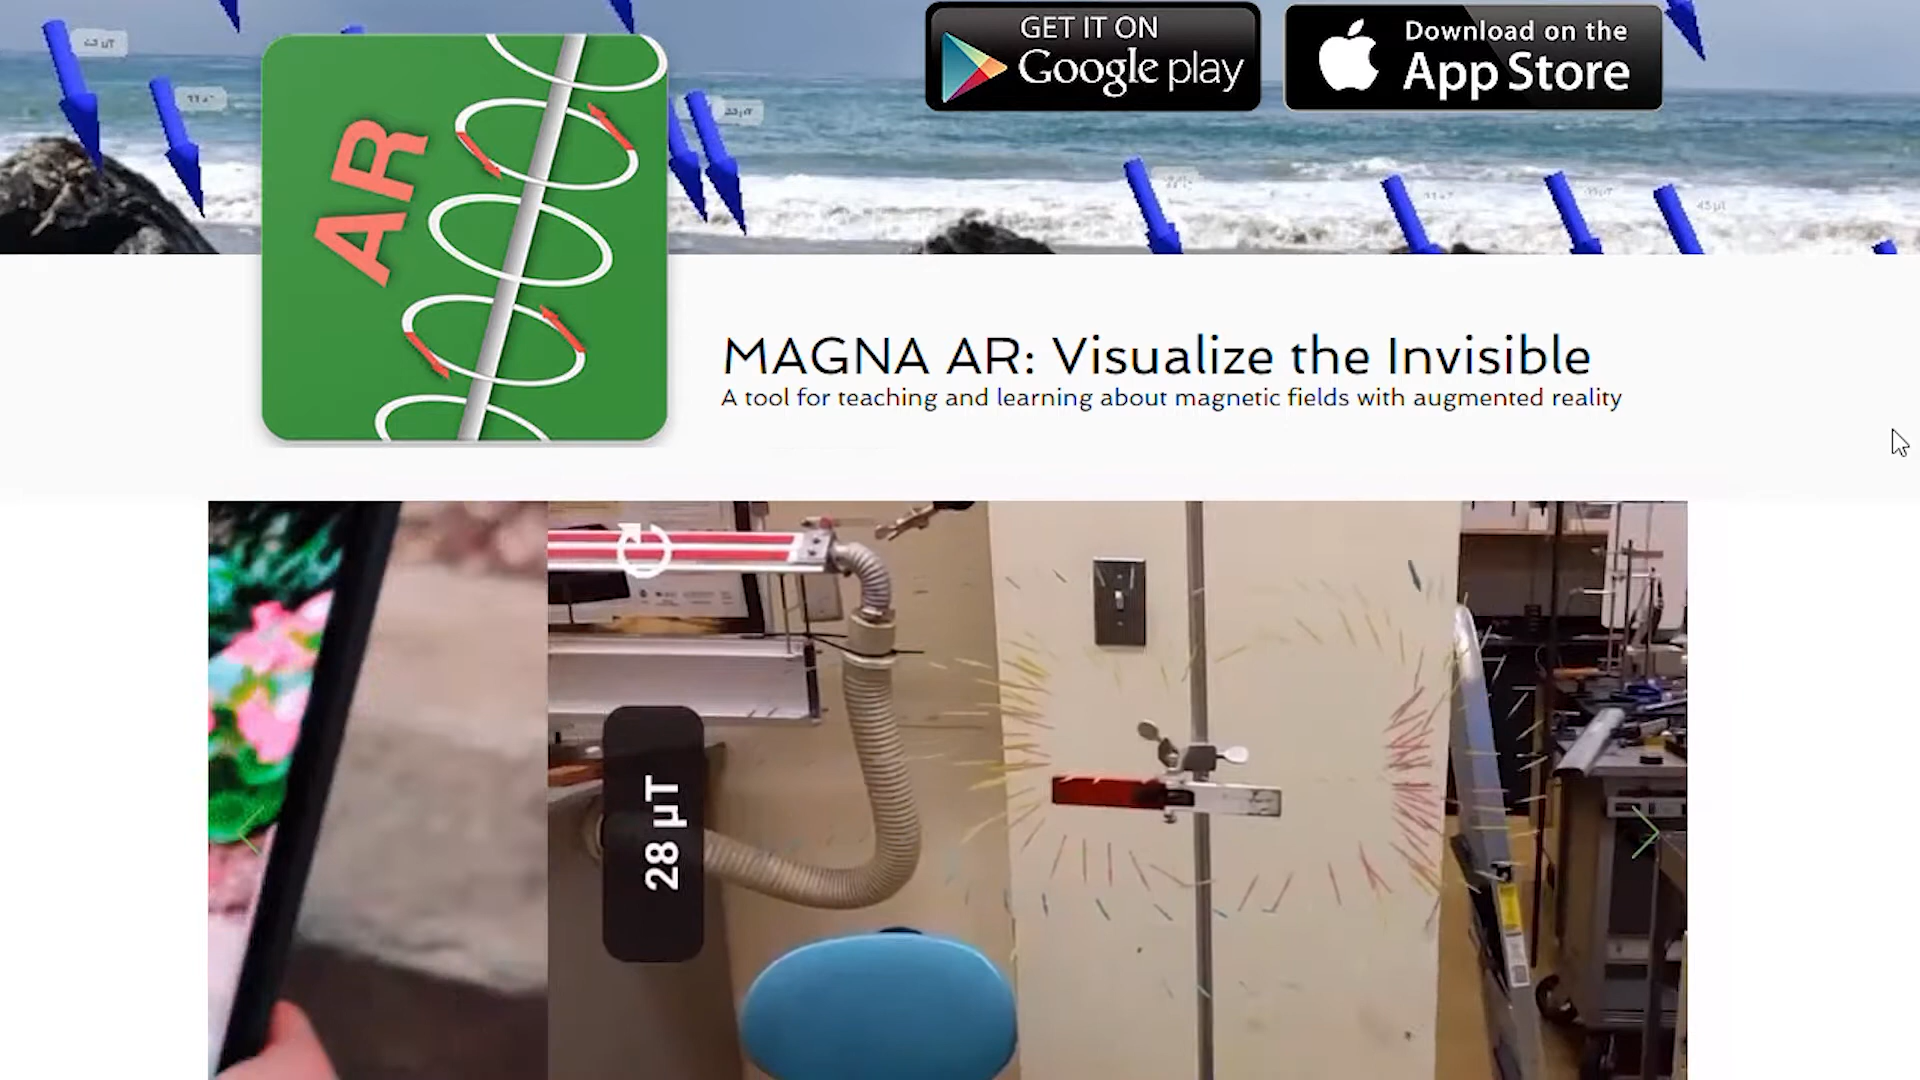 GET IT ON
Google play
Download on the
App Store
AR
MAGNA AR: Visualize the Invisible
A tool for teaching and learning about magnetic fields with augmented reality
28 µT